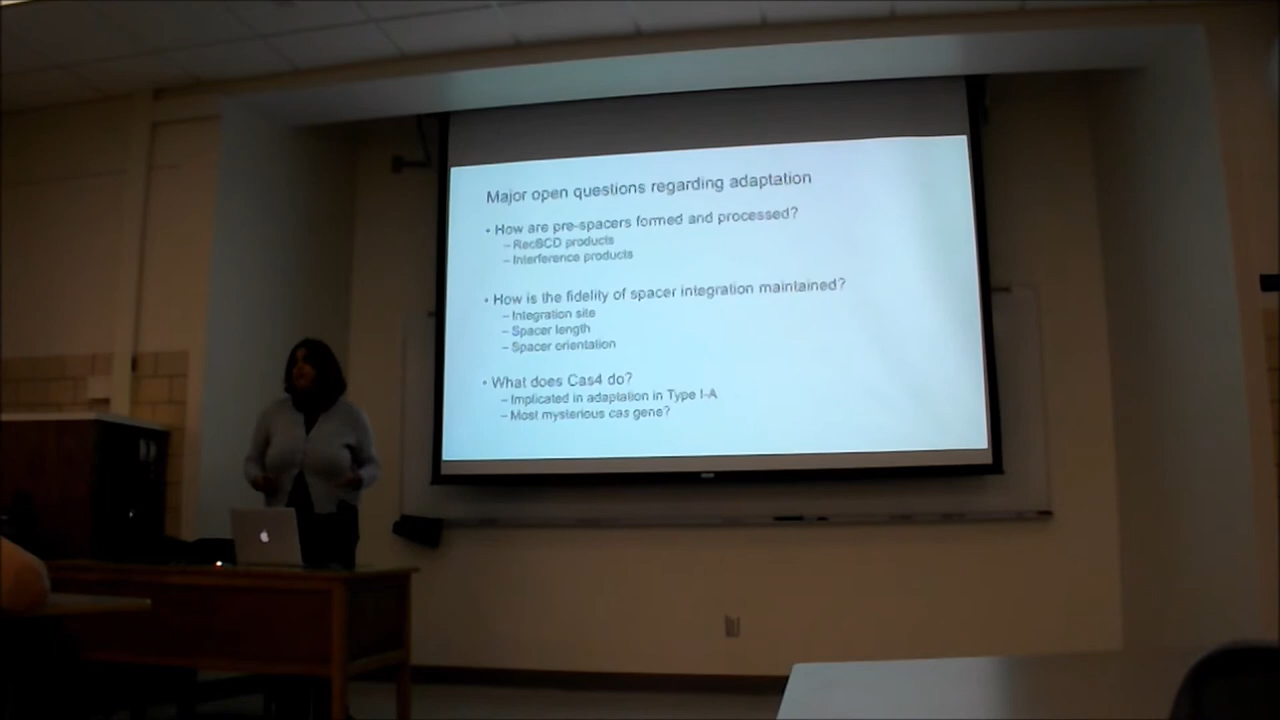 Major open questions regarding adaptation
• How are pre-spacers formed and processed?
– RecBCD products
– Interference products
• How is the fidelity of spacer integration maintained?
– Integration site
– Spacer length
– Spacer orientation
• What does Cas4 do?
– Implicated in adaptation in Type I-A
– Most mysterious cas gene?